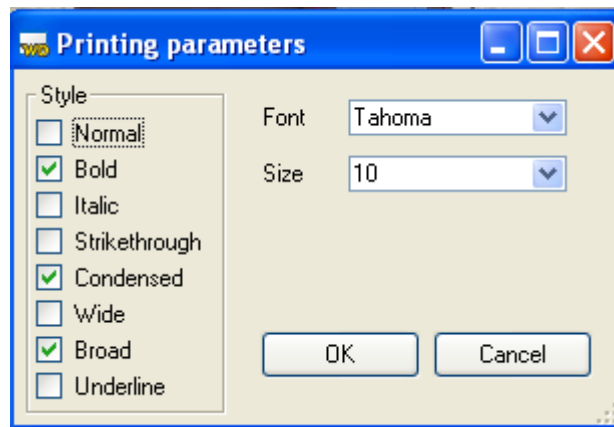 Printing parameters
Style
Normal
Bold
Italic
Strikethrough
Condensed
Wide
Broad
Underline
Font Tahoma
Size 10
OK Cancel